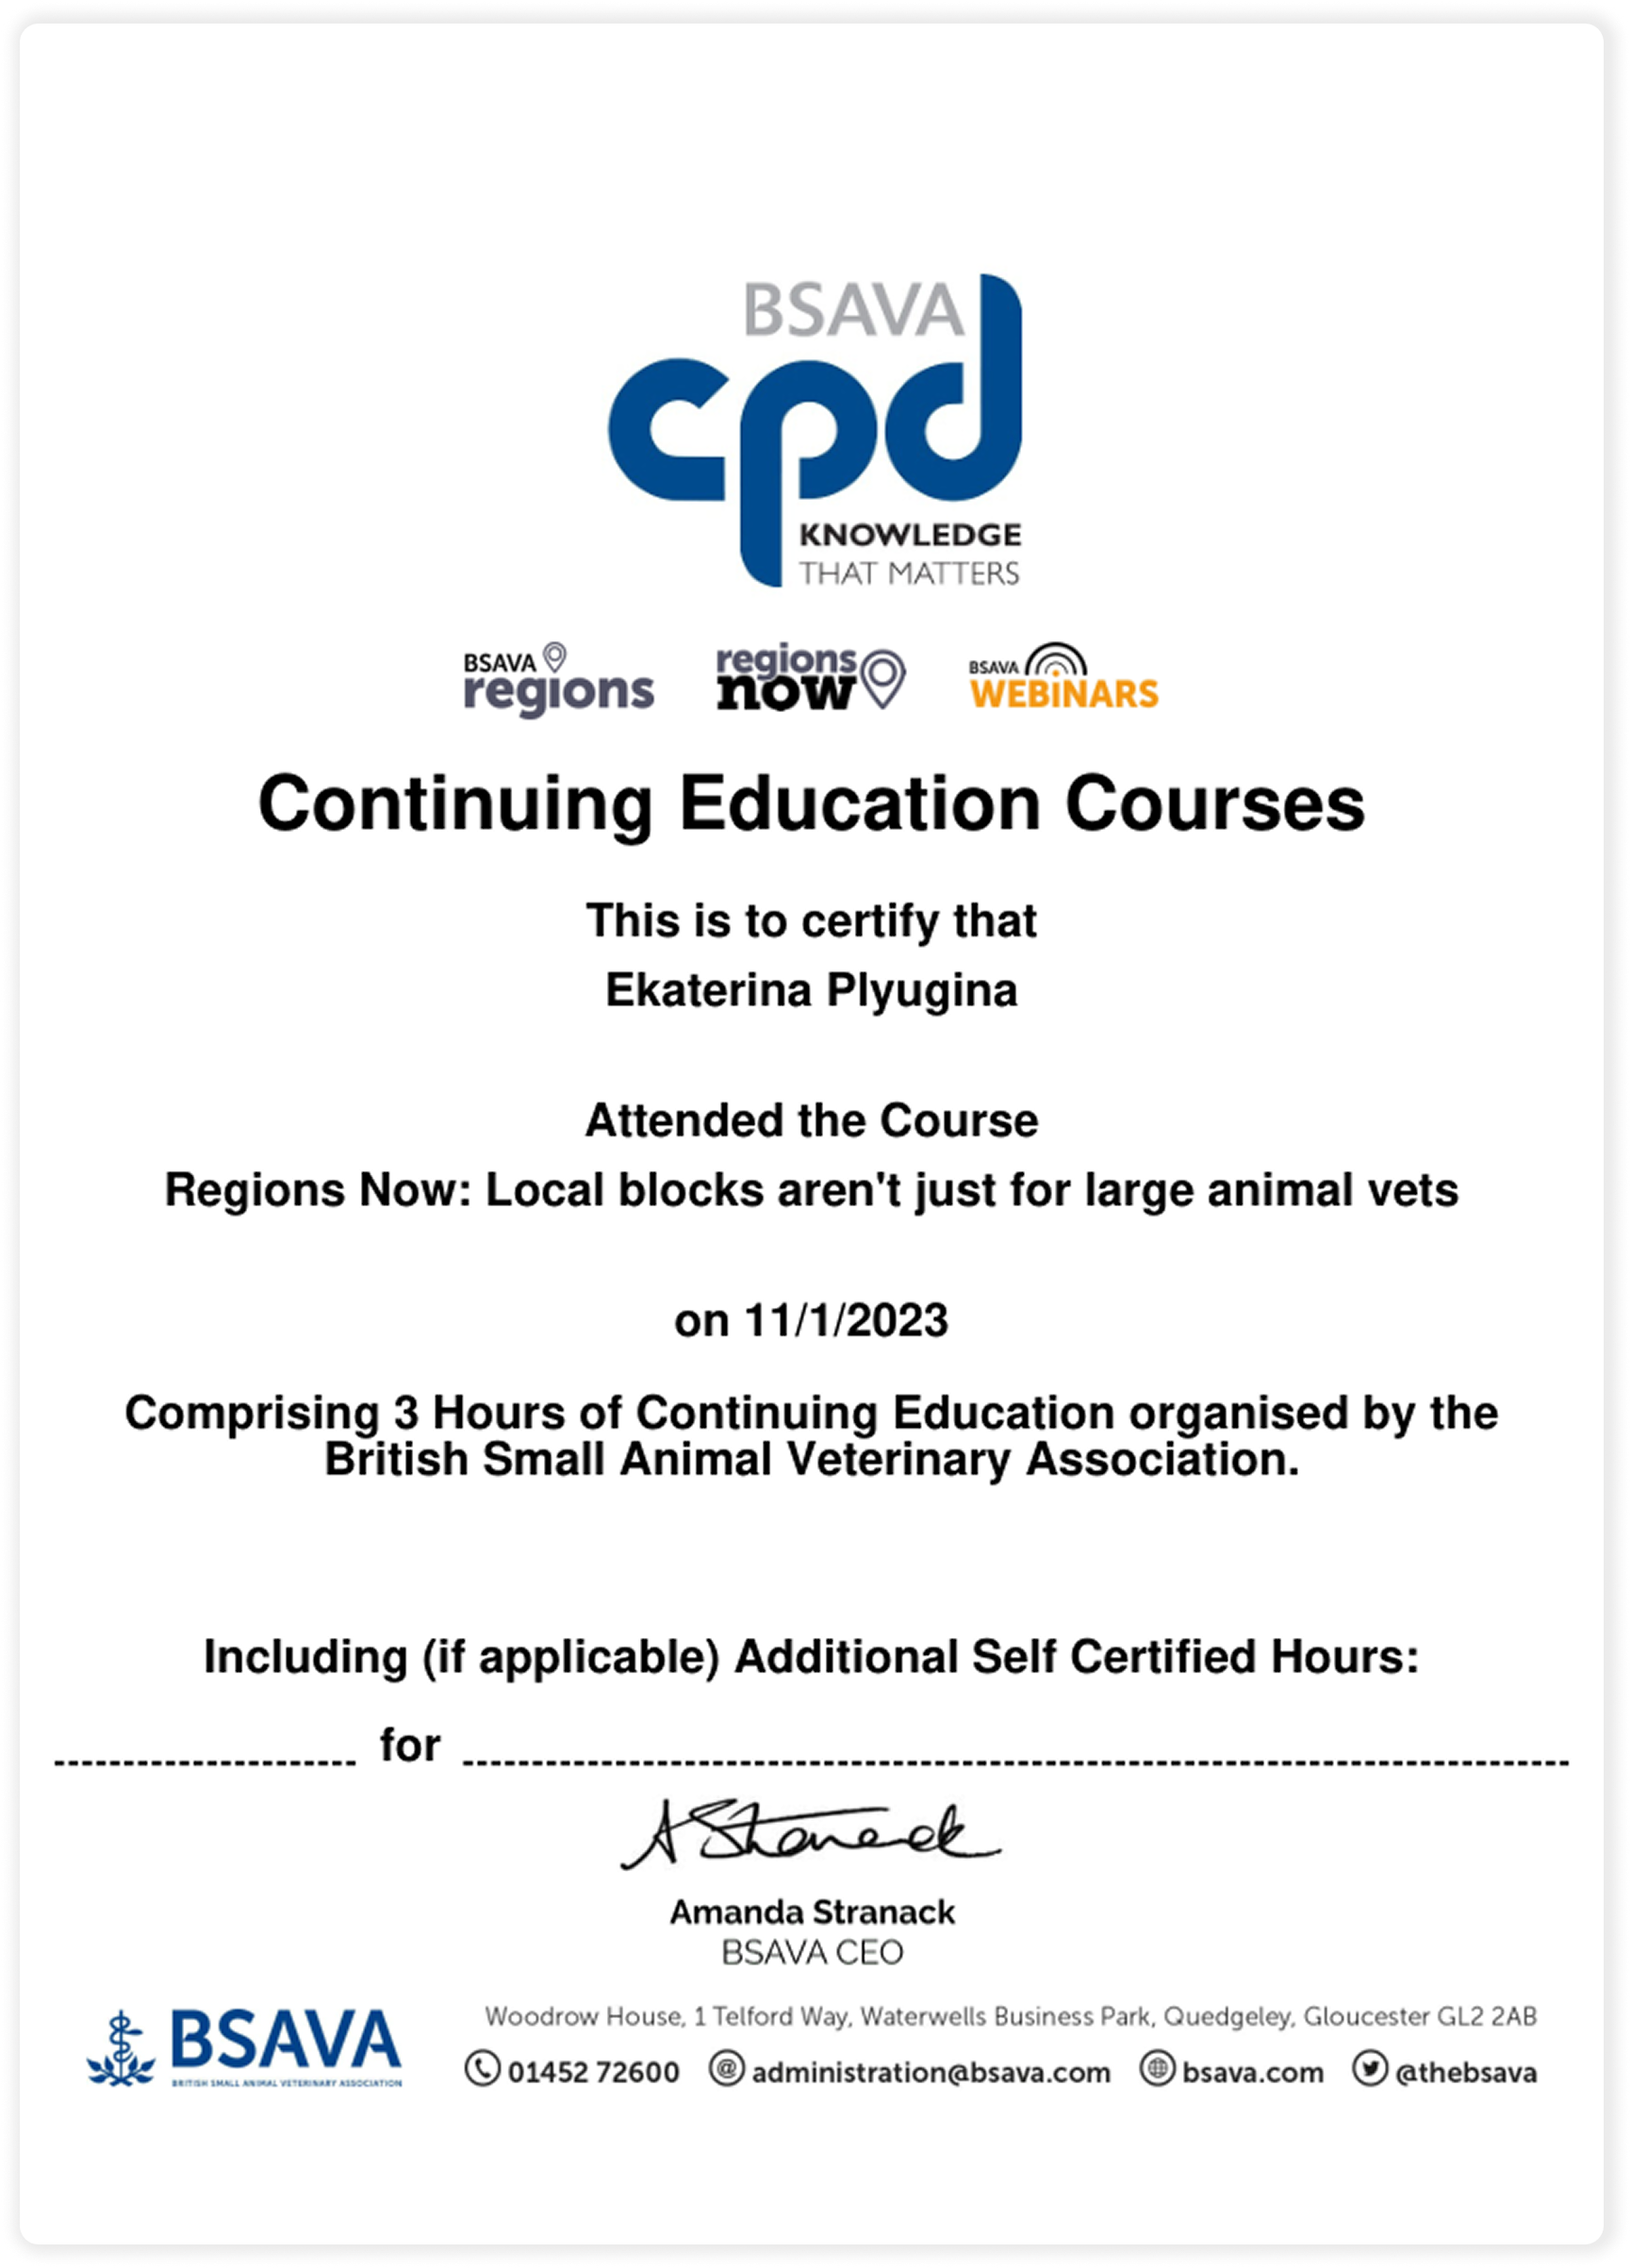 BSAVA
cpd
KNOWLEDGE
THAT MATTERS
BSAVA
regions
regions
now
BSAVA
WEBINARS
Continuing Education Courses
This is to certify that
Ekaterina Plyugina
Attended the Course
Regions Now: Local blocks aren't just for large animal vets
on 11/1/2023
Comprising 3 Hours of Continuing Education organised by the
British Small Animal Veterinary Association.
Including (if applicable) Additional Self Certified Hours:
---------------------- for --------------------------------------------------------------------------------
A Stranack
Amanda Stranack
BSAVA CEO
BSAVA
BRITISH SMALL ANIMAL VETERINARY ASSOCIATION
Woodrow House, 1 Telford Way, Waterwells Business Park, Quedgeley, Gloucester GL2 2AB
01452 72600 administration@bsava.com bsava.com @thebsava